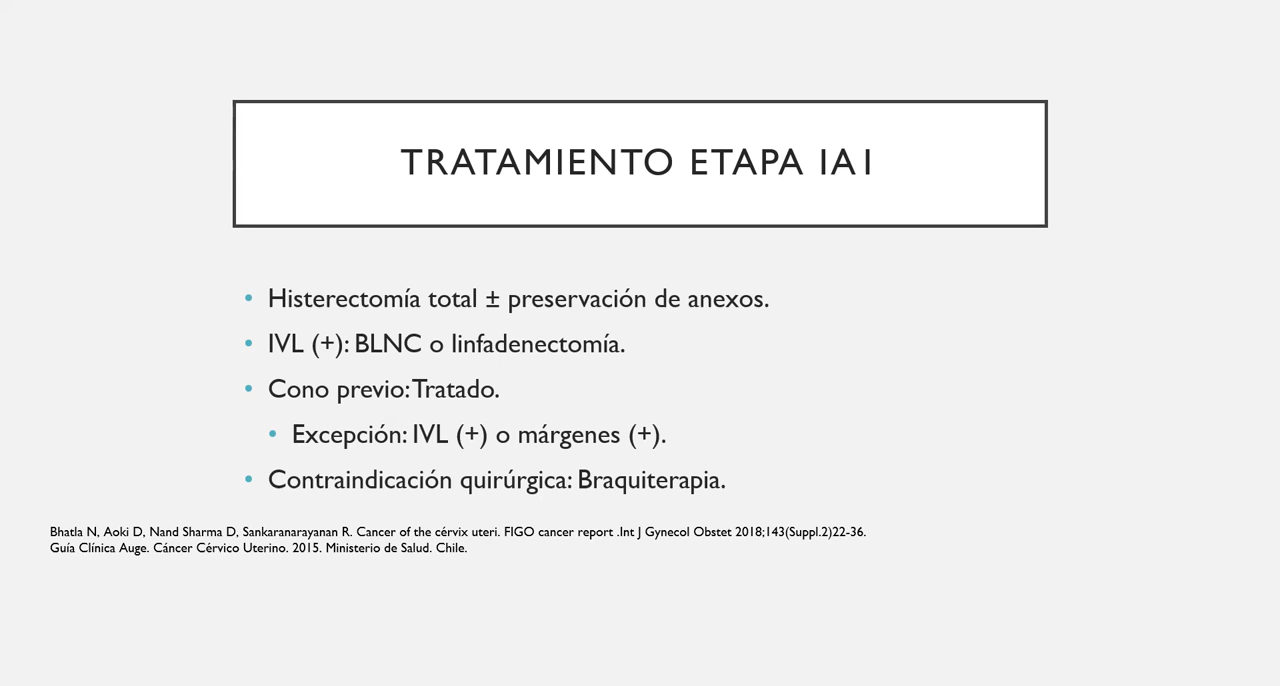 TRATAMIENTO ETAPA IA1
• Histerectomía total ± preservación de anexos.
• IVL (+): BLNC o linfadenectomía.
• Cono previo: Tratado.
• Excepción: IVL (+) o márgenes (+).
• Contraindicación quirúrgica: Braquiterapia.
Bhatla N, Aoki D, Nand Sharma D, Sankaranarayanan R. Cancer of the cérvix uteri. FIGO cancer report .Int J Gynecol Obstet 2018;143(Suppl.2)22-36.
Guía Clínica Auge. Cáncer Cérvico Uterino. 2015. Ministerio de Salud. Chile.